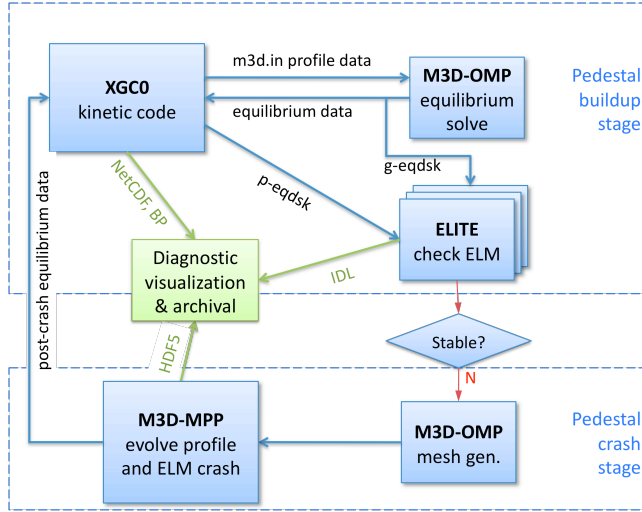 XGC0
kinetic code
m3d.in profile data
equilibrium data
M3D-OMP
equilibrium
solve
Pedestal
buildup
stage
g-eqdsk
p-eqdsk
NetCDF, BP
ELITE
check ELM
IDL
Diagnostic
visualization
& archival
post-crash equilibrium data
HDF5
Stable?
N
M3D-MPP
evolve profile
and ELM crash
M3D-OMP
mesh gen.
Pedestal
crash
stage